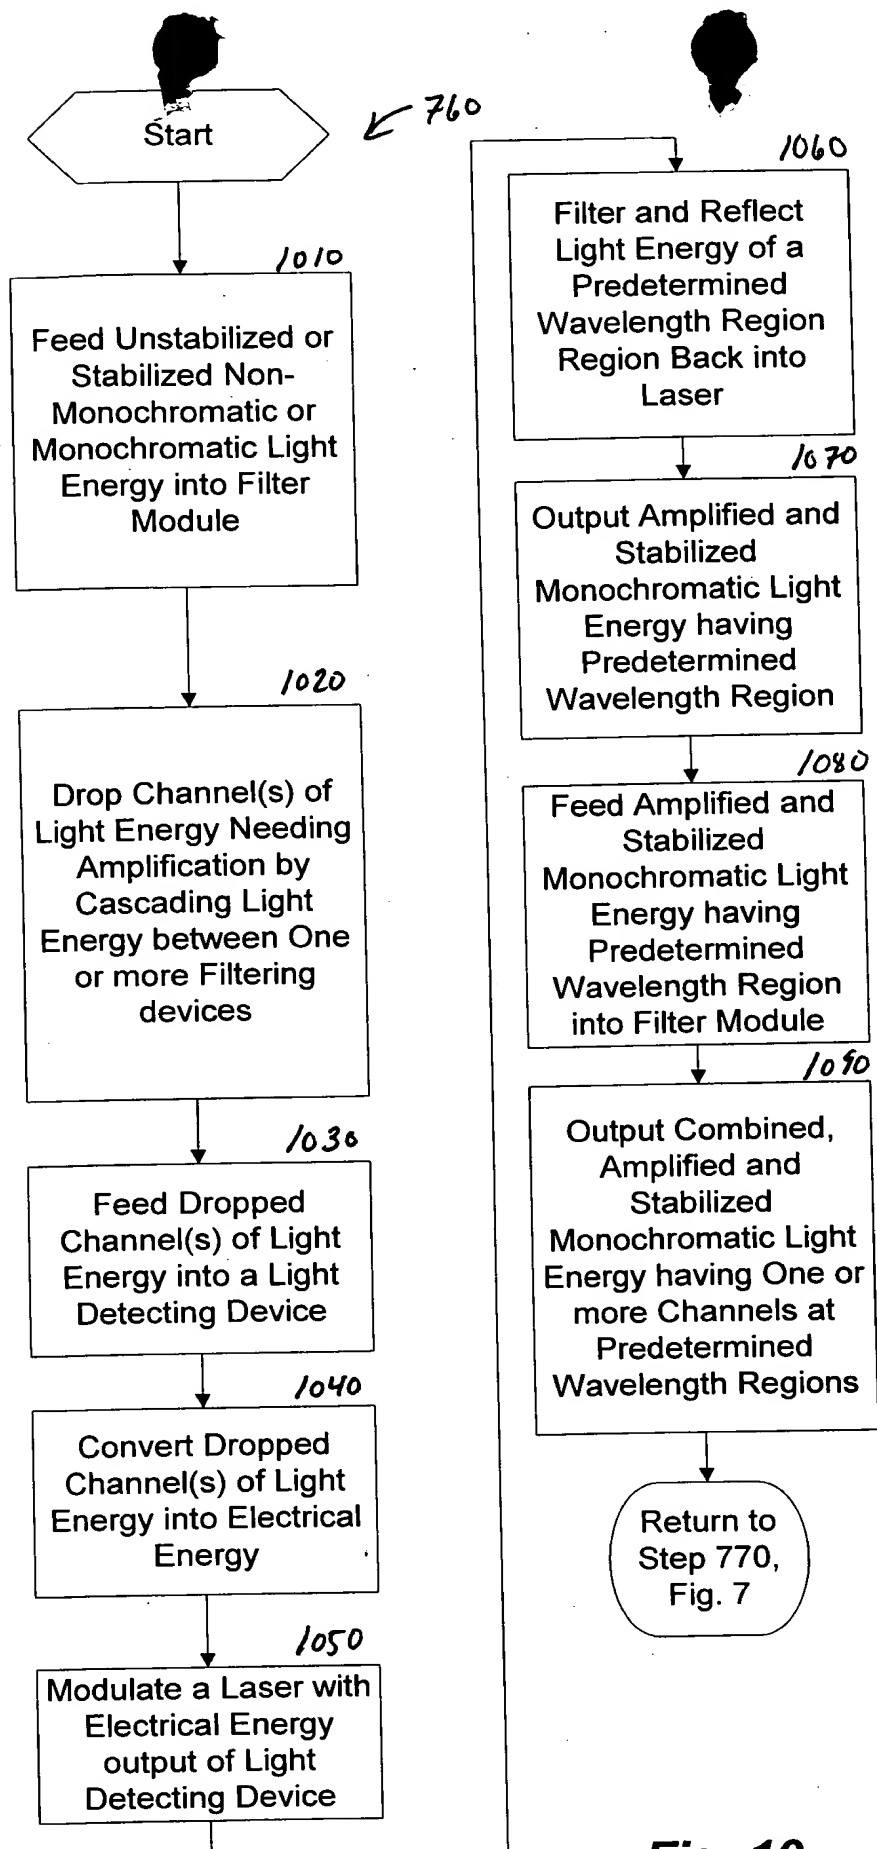 Start
760
1010
Feed Unstabilized or
Stabilized Non-
Monochromatic or
Monochromatic Light
Energy into Filter
Module
1020
Drop Channel(s) of
Light Energy Needing
Amplification by
Cascading Light
Energy between One
or more Filtering
devices
1030
Feed Dropped
Channel(s) of Light
Energy into a Light
Detecting Device
1040
Convert Dropped
Channel(s) of Light
Energy into Electrical
Energy
1050
Modulate a Laser with
Electrical Energy
output of Light
Detecting Device
1060
Filter and Reflect
Light Energy of a
Predetermined
Wavelength Region
Region Back into
Laser
1070
Output Amplified and
Stabilized
Monochromatic Light
Energy having
Predetermined
Wavelength Region
1080
Feed Amplified and
Stabilized
Monochromatic Light
Energy having
Predetermined
Wavelength Region
into Filter Module
1090
Output Combined,
Amplified and
Stabilized
Monochromatic Light
Energy having One or
more Channels at
Predetermined
Wavelength Regions
Return to
Step 770,
Fig. 7